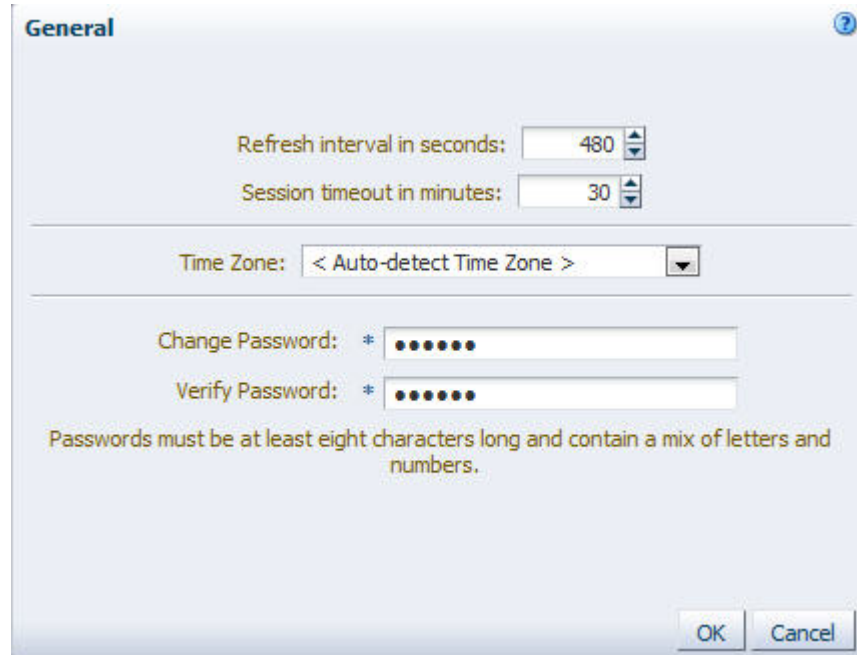 General
Refresh interval in seconds: 480
Session timeout in minutes: 30
Time Zone: < Auto-detect Time Zone >
Change Password: * ●●●●●●
Verify Password: * ●●●●●●
Passwords must be at least eight characters long and contain a mix of letters and
numbers.
OK Cancel